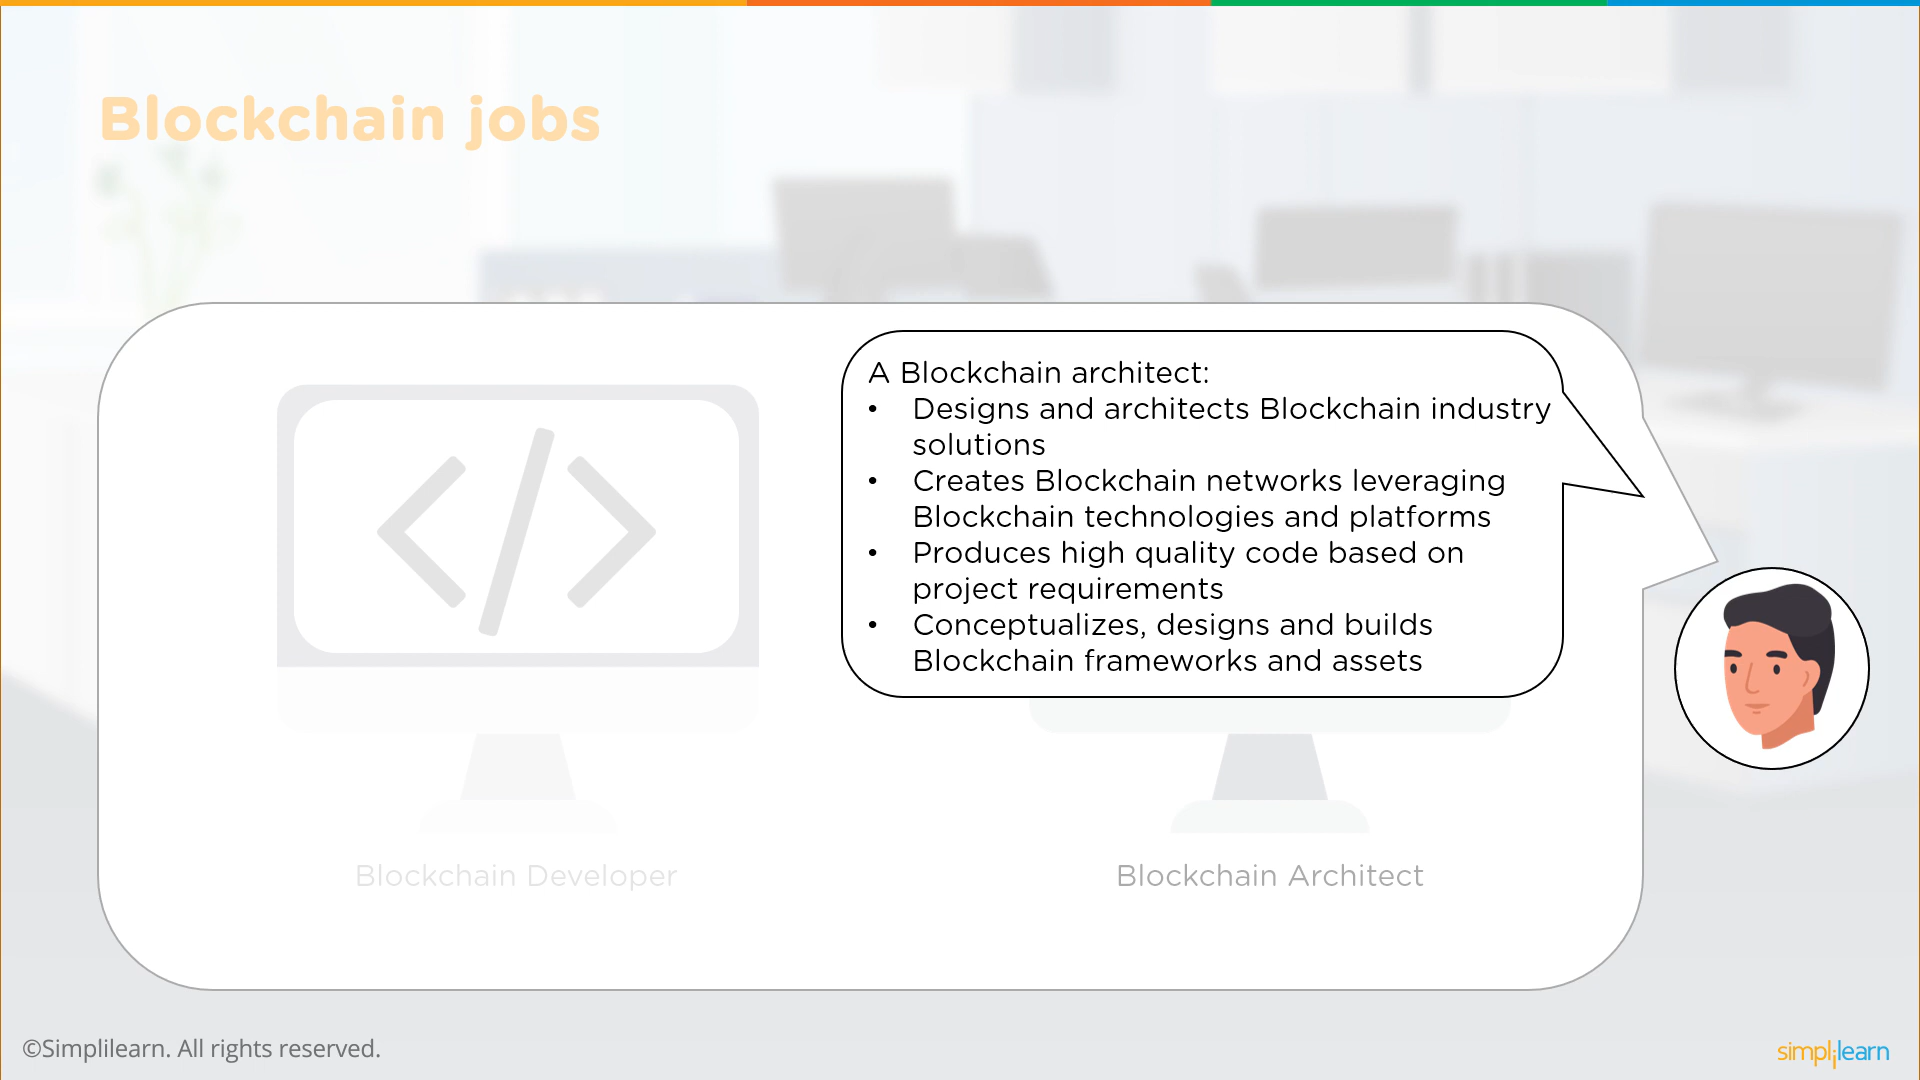 Blockchain jobs
A Blockchain architect:
• Designs and architects Blockchain industry
solutions
• Creates Blockchain networks leveraging
Blockchain technologies and platforms
• Produces high quality code based on
project requirements
• Conceptualizes, designs and builds
Blockchain frameworks and assets
</>
Blockchain Developer
Blockchain Architect
©Simplilearn. All rights reserved.
simplilearn